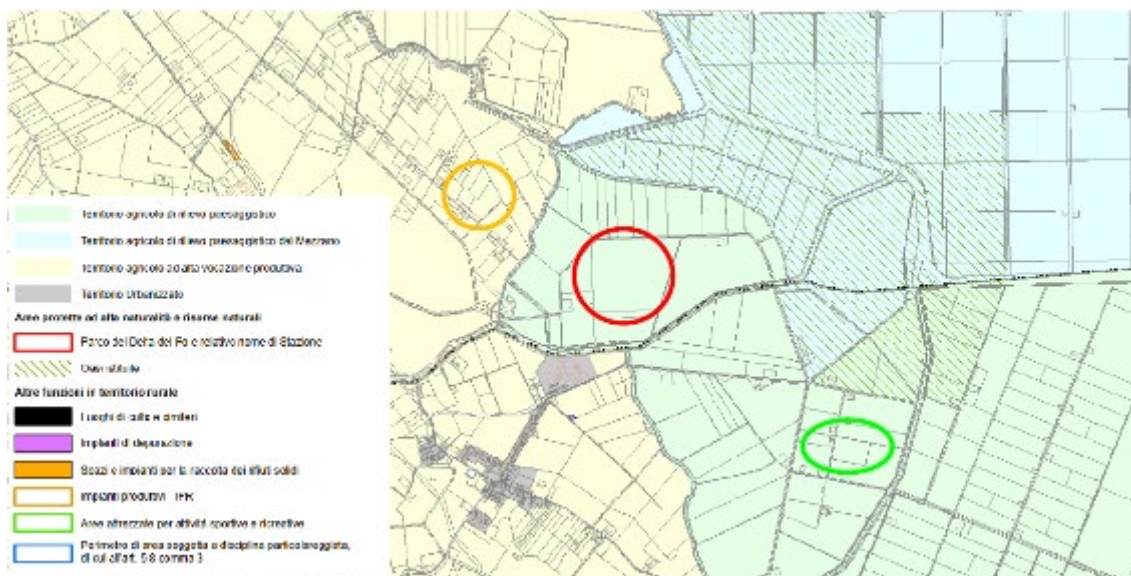 Territorio agricolo di rilievo paesaggistico
Territorio agricolo di rilievo paesaggistico del Mezzano
Territorio agricolo ad alta vocazione produttiva
Territorio Urbanizzato
Aree protette ad alta naturalità e risorse naturali
Parco del Delta del Po e relativo nome di Stazione
Oasi istituite
Altre funzioni in territorio rurale
Luoghi di culto e cimiteri
Impianti di depurazione
Spazi e impianti per la raccolta dei rifiuti solidi
Impianti produttivi
Aree attrezzate per attività sportive e ricreative
Perimetro di area soggetta a disciplina particolareggiata,
di cui all'art. 5.8 comma 3